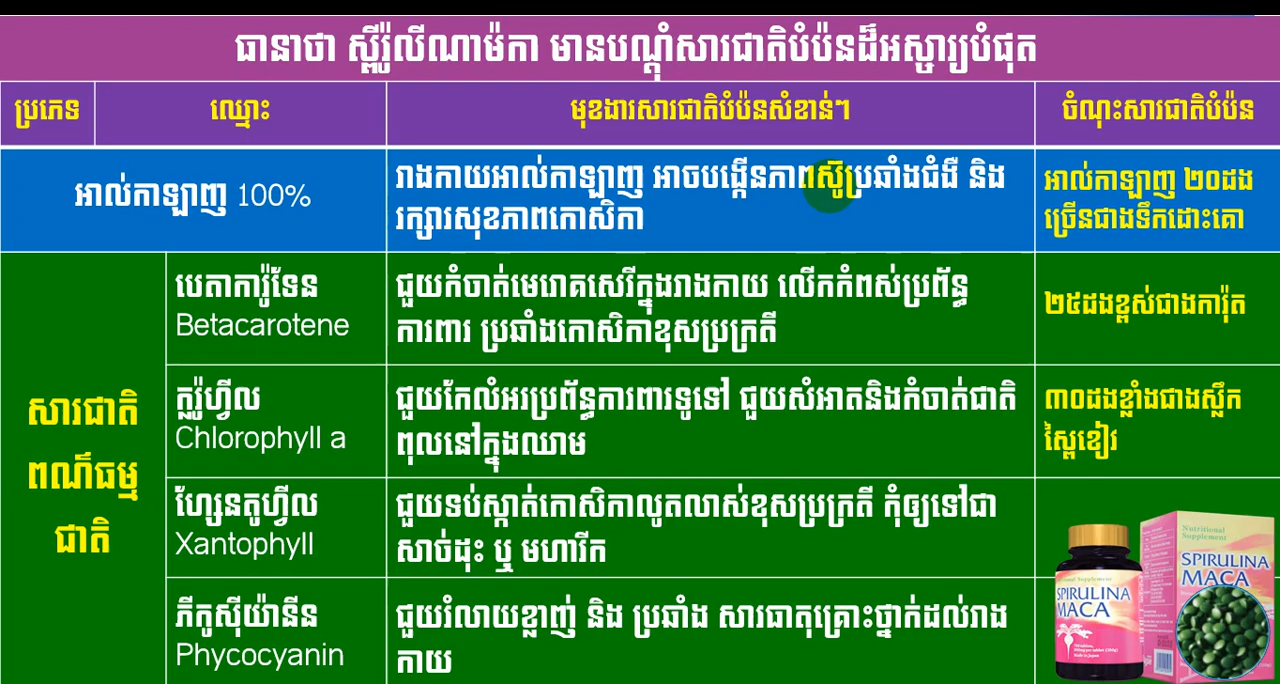 ធានាថា ស្ពីរ៉ូលីណាម៉កា មានបណ្តុំសារជាតិបំប៉នដ៏អស្ចារ្យបំផុត
ប្រភេទ
ឈ្មោះ
មុខងារសារជាតិបំប៉នសំខាន់ៗ
ចំណុះសារជាតិបំប៉ន
អាល់កាឡាញ 100%
រាងកាយអាល់កាឡាញ អាចបង្កើនភាពស៊ូប្រឆាំងជំងឺ និង
រក្សារសុខភាពកោសិកា
អាល់កាឡាញ ២០ដង
ច្រើនជាងទឹកដោះគោ
សារជាតិ
ពណ៌ធម្ម
ជាតិ
បេតាការ៉ូទែន
Betacarotene
ជួយកំចាត់មេរោគសេរីក្នុងរាងកាយ លើកកំពស់ប្រព័ន្ធ
ការពារ ប្រឆាំងកោសិកាខុសប្រក្រតី
២៥ដងខ្ពស់ជាងការ៉ុត
ក្លរ៉ូហ្វីល
Chlorophyll a
ជួយកែលំអរប្រព័ន្ធការពារទូទៅ ជួយសំអាតនិងកំចាត់ជាតិ
ពុលនៅក្នុងឈាម
៣០ដងខ្លាំងជាងស្លឹក
ស្ពៃខៀវ
ហ្សែនតូហ្វីល
Xantophyll
ជួយទប់ស្កាត់កោសិកាលូតលាស់ខុសប្រក្រតី កុំឲ្យទៅជា
សាច់ដុះ ឬ មហារីក
ភីកូស៊ីយ៉ានីន
Phycocyanin
ជួយរំលាយខ្លាញ់ និង ប្រឆាំង សារធាតុគ្រោះថ្នាក់ដល់រាង
កាយ
Nutritional
Supplement
SPIRULINA
MACA
Supplement
SPIRULINA
MACA